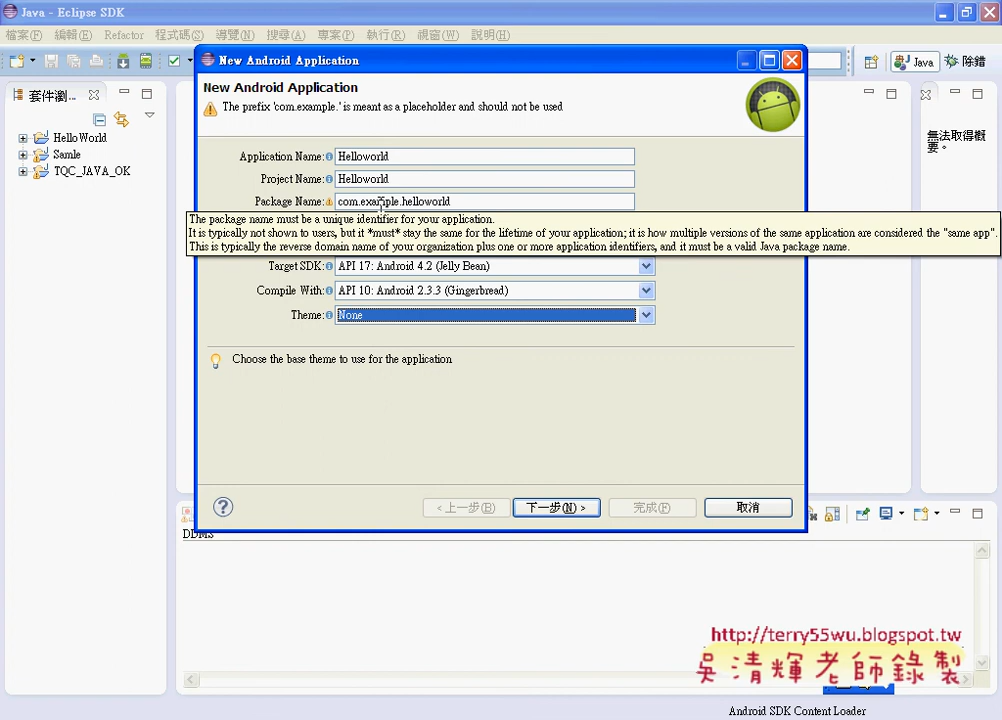 Java - Eclipse SDK
檔案(F) 編輯(E) Refactor 程式碼(S) 導覽(N) 搜尋(A) 專案(P) 執行(R) 視窗(W) 說明(H)
New Android Application
Java 除錯
套件瀏...
HelloWorld
Samle
TQC_JAVA_OK
New Android Application
The prefix 'com.example.' is meant as a placeholder and should not be used
Application Name: Helloworld
Project Name: Helloworld
Package Name: com.example.helloworld
The package name must be a unique identifier for your application.
It is typically not shown to users, but it *must* stay the same for the lifetime of your application; it is how multiple versions of the same application are considered the "same app".
This is typically the reverse domain name of your organization plus one or more application identifiers, and it must be a valid Java package name.
Target SDK: API 17: Android 4.2 (Jelly Bean)
Compile With: API 10: Android 2.3.3 (Gingerbread)
Theme: None
Choose the base theme to use for the application
< 上一步(B) 下一步(N) > 完成(F) 取消
無法取得概
要。
DDMS
http://terry55wu.blogspot.tw
吳清輝老師錄製
Android SDK Content Loader